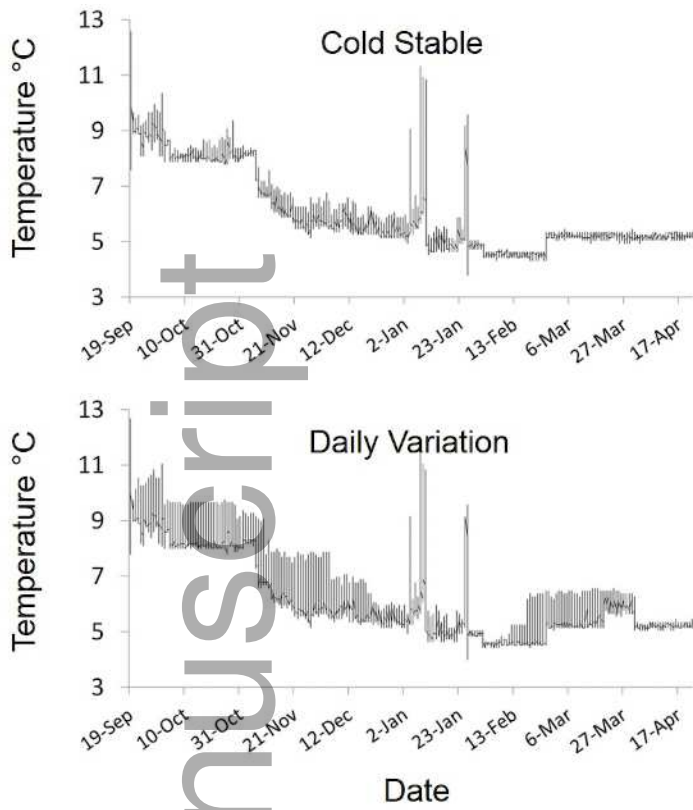 13
Cold Stable
11
9
7
5
3
Temperature °C
19-Sep
10-Oct
31-Oct
21-Nov
12-Dec
2-Jan
23-Jan
13-Feb
6-Mar
27-Mar
17-Apr
13
Daily Variation
11
9
7
5
3
Temperature °C
19-Sep
10-Oct
31-Oct
21-Nov
12-Dec
2-Jan
23-Jan
13-Feb
6-Mar
27-Mar
17-Apr
Date
nuscript